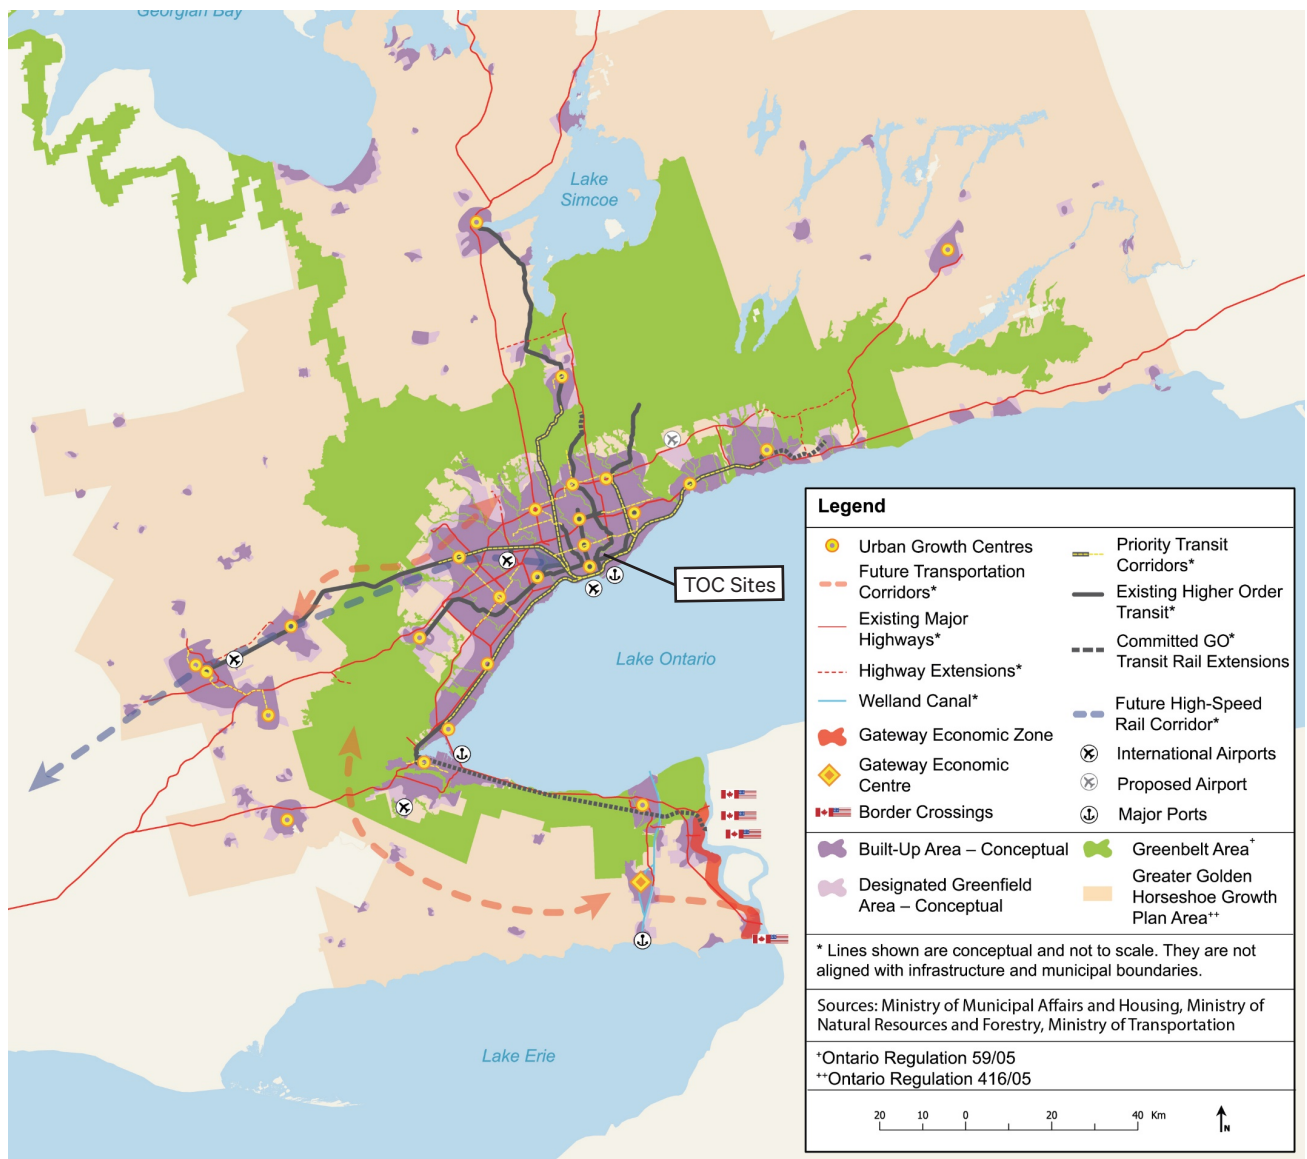 Georgian Bay
Lake
Simcoe
TOC Sites
Lake Ontario
Lake Erie
Legend
Urban Growth Centres
Future Transportation
Corridors*
Existing Major
Highways*
Highway Extensions*
Welland Canal*
Gateway Economic Zone
Gateway Economic
Centre
Border Crossings
Priority Transit
Corridors*
Existing Higher Order
Transit*
Committed GO*
Transit Rail Extensions
Future High-Speed
Rail Corridor*
International Airports
Proposed Airport
Major Ports
Built-Up Area – Conceptual
Designated Greenfield
Area – Conceptual
Greenbelt Area+
Greater Golden
Horseshoe Growth
Plan Area++
* Lines shown are conceptual and not to scale. They are not
aligned with infrastructure and municipal boundaries.
Sources: Ministry of Municipal Affairs and Housing, Ministry of
Natural Resources and Forestry, Ministry of Transportation
+Ontario Regulation 59/05
++Ontario Regulation 416/05
20 10 0 20 40 Km
N